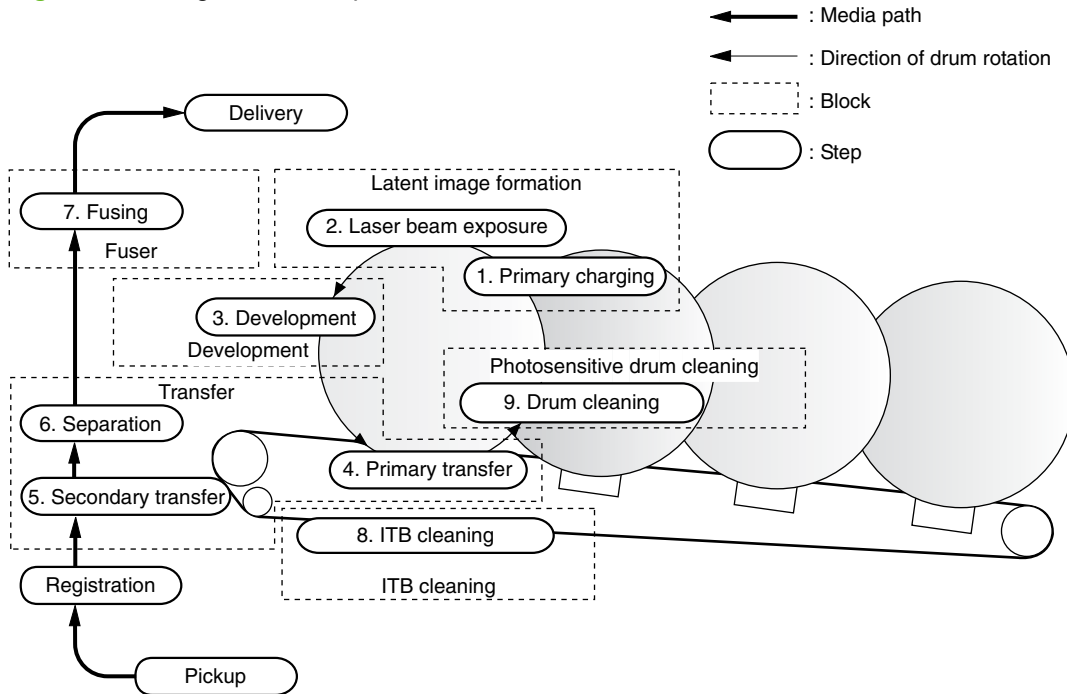 : Media path
: Direction of drum rotation
: Block
: Step
Delivery
Latent image formation
7. Fusing
Fuser
2. Laser beam exposure
1. Primary charging
3. Development
Development
Photosensitive drum cleaning
9. Drum cleaning
Transfer
6. Separation
4. Primary transfer
5. Secondary transfer
8. ITB cleaning
ITB cleaning
Registration
Pickup